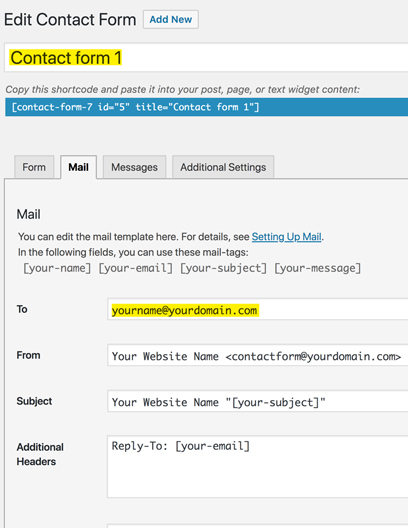 Edit Contact Form Add New
Contact form 1
Copy this shortcode and paste it into your post, page, or text widget content:
[contact-form-7 id="5" title="Contact form 1"]
Form Mail Messages Additional Settings
Mail
You can edit the mail template here. For details, see Setting Up Mail.
In the following fields, you can use these mail-tags:
[your-name] [your-email] [your-subject] [your-message]
To yourname@yourdomain.com
From Your Website Name <contactform@yourdomain.com>
Subject Your Website Name "[your-subject]"
Additional Reply-To: [your-email]
Headers